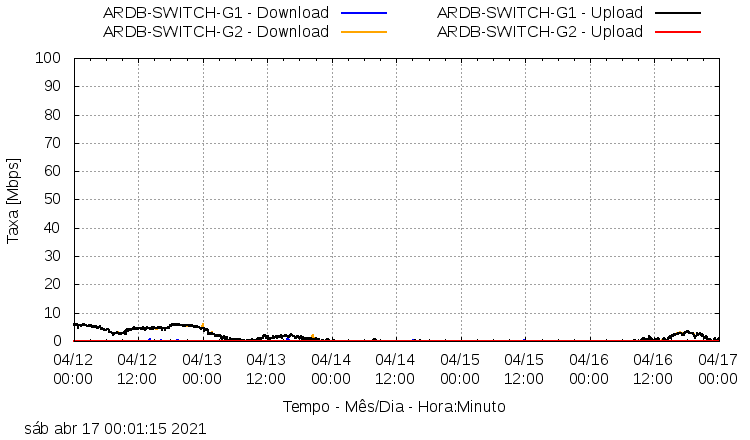 ARDB-SWITCH-G1 - Download ARDB-SWITCH-G1 - Upload
ARDB-SWITCH-G2 - Download ARDB-SWITCH-G2 - Upload
100
90
80
70
60
50
40
30
20
10
0
Taxa [Mbps]
04/12 04/12 04/13 04/13 04/14 04/14 04/15 04/15 04/16 04/16 04/17
00:00 12:00 00:00 12:00 00:00 12:00 00:00 12:00 00:00 12:00 00:00
Tempo - Mês/Dia - Hora:Minuto
sáb abr 17 00:01:15 2021